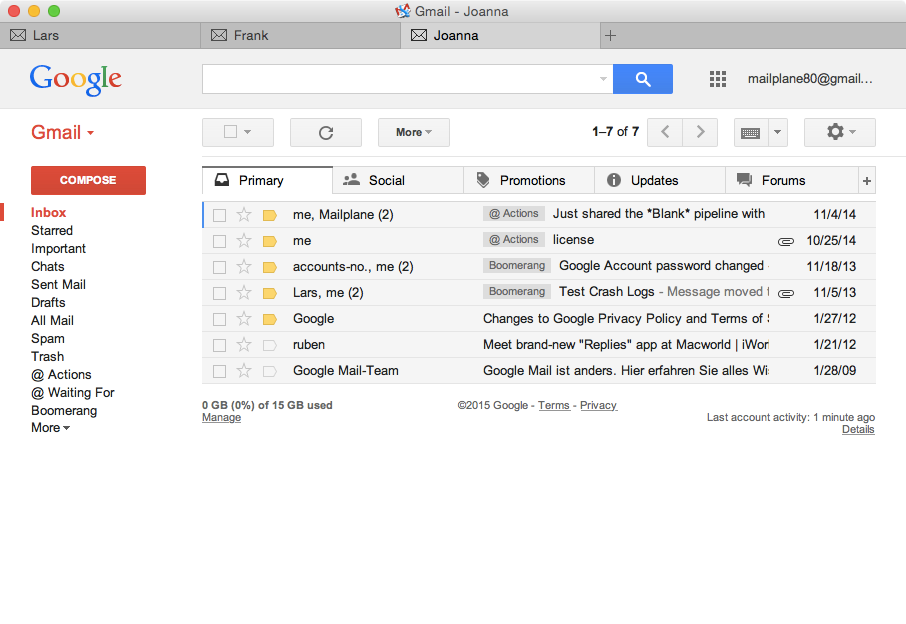 Gmail - Joanna
Lars
Frank
Joanna
Google
mailplane80@gmail...
Gmail
More
1–7 of 7
COMPOSE
Primary
Social
Promotions
Updates
Forums
+
Inbox
Starred
Important
Chats
Sent Mail
Drafts
All Mail
Spam
Trash
@ Actions
@ Waiting For
Boomerang
More
me, Mailplane (2) @ Actions Just shared the *Blank* pipeline with 11/4/14
me @ Actions license 10/25/14
accounts-no., me (2) Boomerang Google Account password changed 11/18/13
Lars, me (2) Boomerang Test Crash Logs - Message moved 11/5/13
Google Changes to Google Privacy Policy and Terms of 1/27/12
ruben Meet brand-new "Replies" app at Macworld | iWor 1/21/12
Google Mail-Team Google Mail ist anders. Hier erfahren Sie alles Wi 1/28/09
0 GB (0%) of 15 GB used
Manage
©2015 Google - Terms - Privacy
Last account activity: 1 minute ago
Details